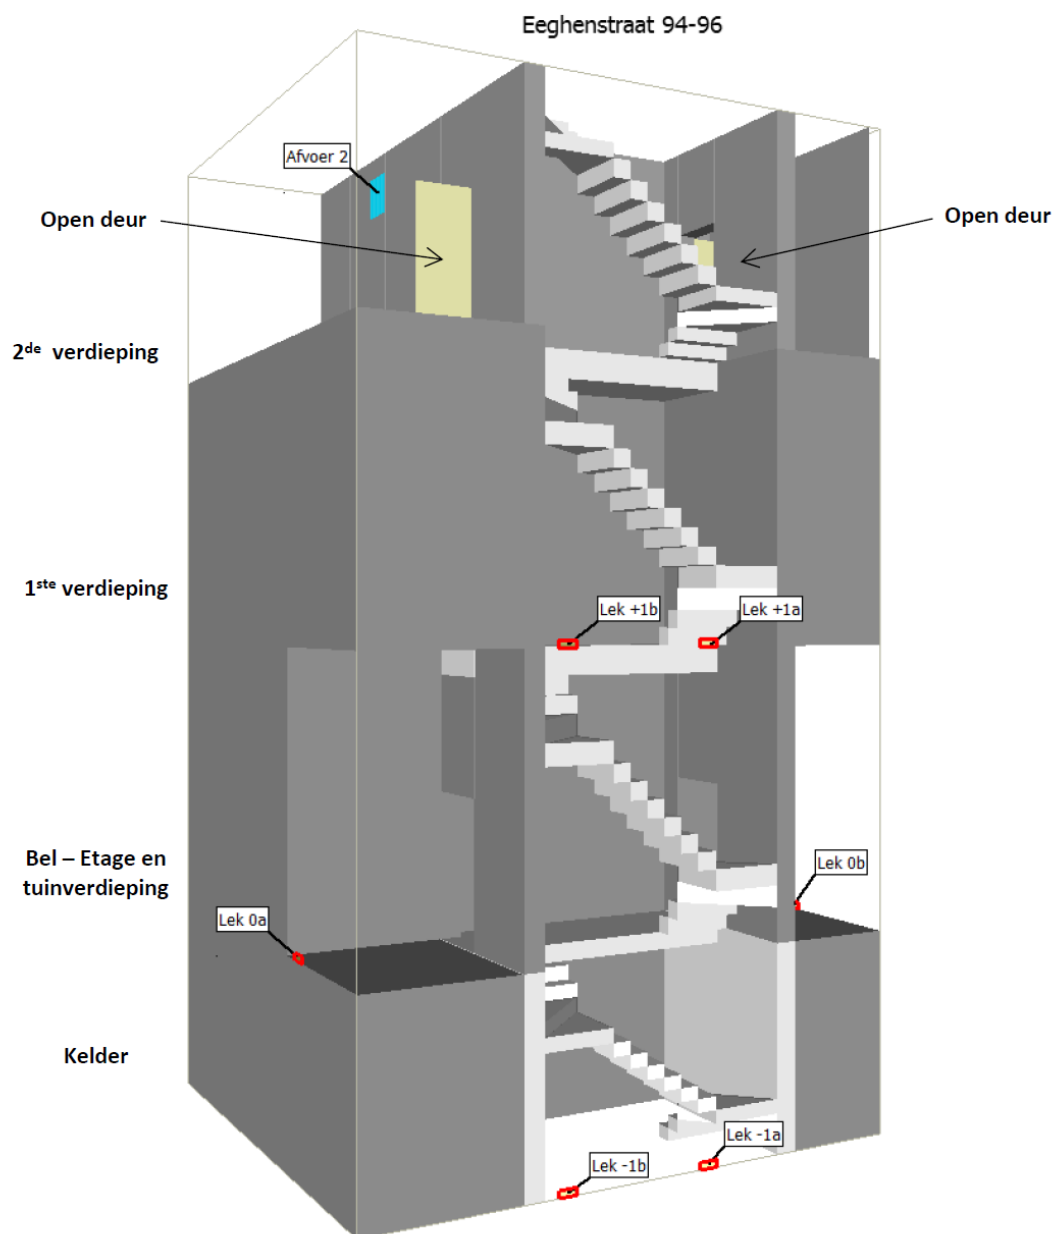 Eeghenstraat 94-96
Afvoer 2
Open deur
Open deur
2de verdieping
1ste verdieping
Lek +1b
Lek +1a
Bel – Etage en
tuinverdieping
Lek 0b
Lek 0a
Kelder
Lek -1a
Lek -1b